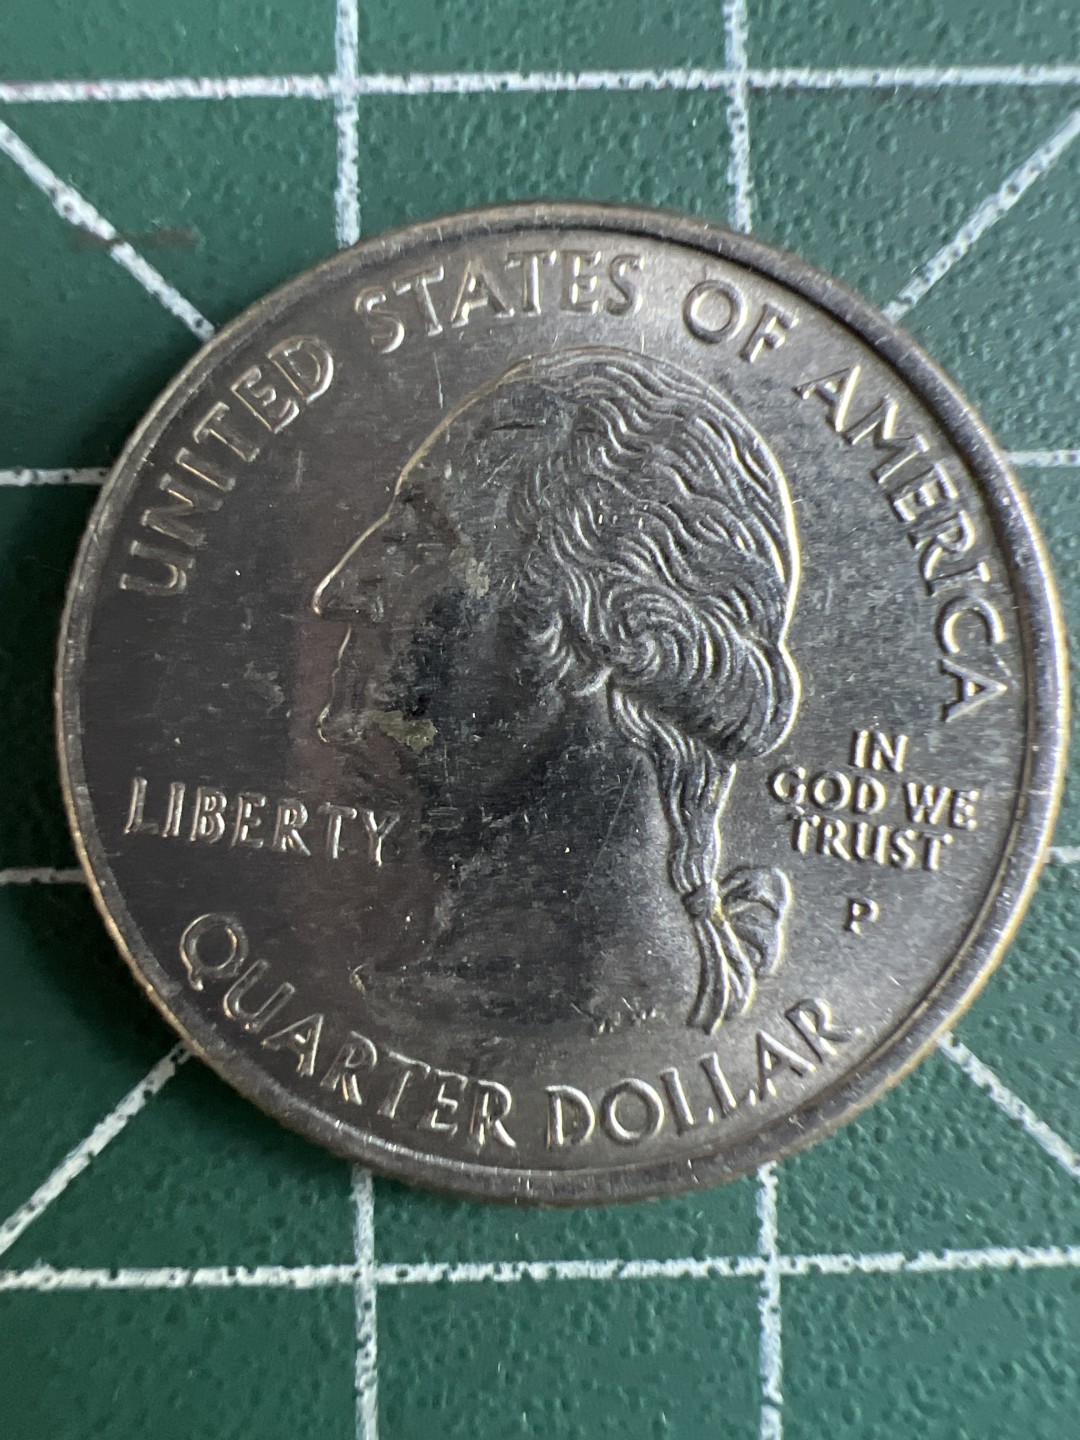 UNITED STATES OF AMERICA
LIBERTY
IN
GOD WE
TRUST
P
QUARTER DOLLAR